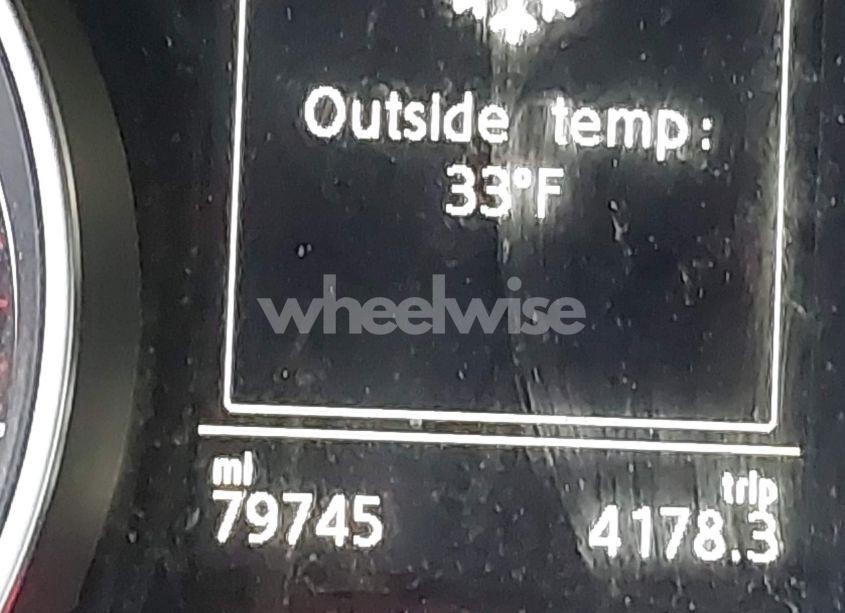 Outside temp:
33°F
wheelwise
mi trip
79745 4178.3